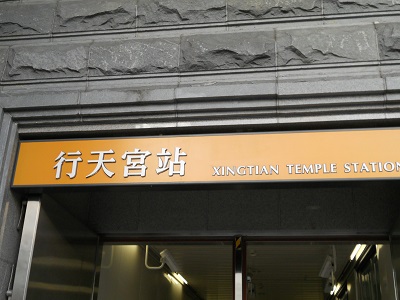 行天宮站 XINGTIAN TEMPLE STATION